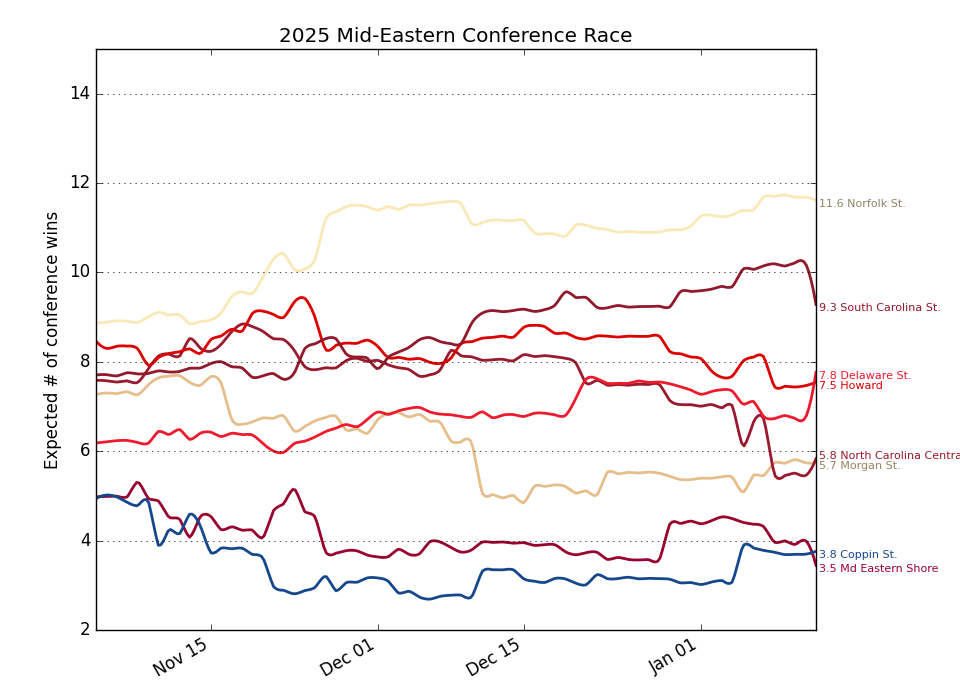 2025 Mid-Eastern Conference Race
Expected # of conference wins
14
12
10
8
6
4
2
Nov 15
Dec 01
Dec 15
Jan 01
11.6 Norfolk St.
9.3 South Carolina St.
7.8 Delaware St.
7.5 Howard
5.8 North Carolina Centra
5.7 Morgan St.
3.8 Coppin St.
3.5 Md Eastern Shore